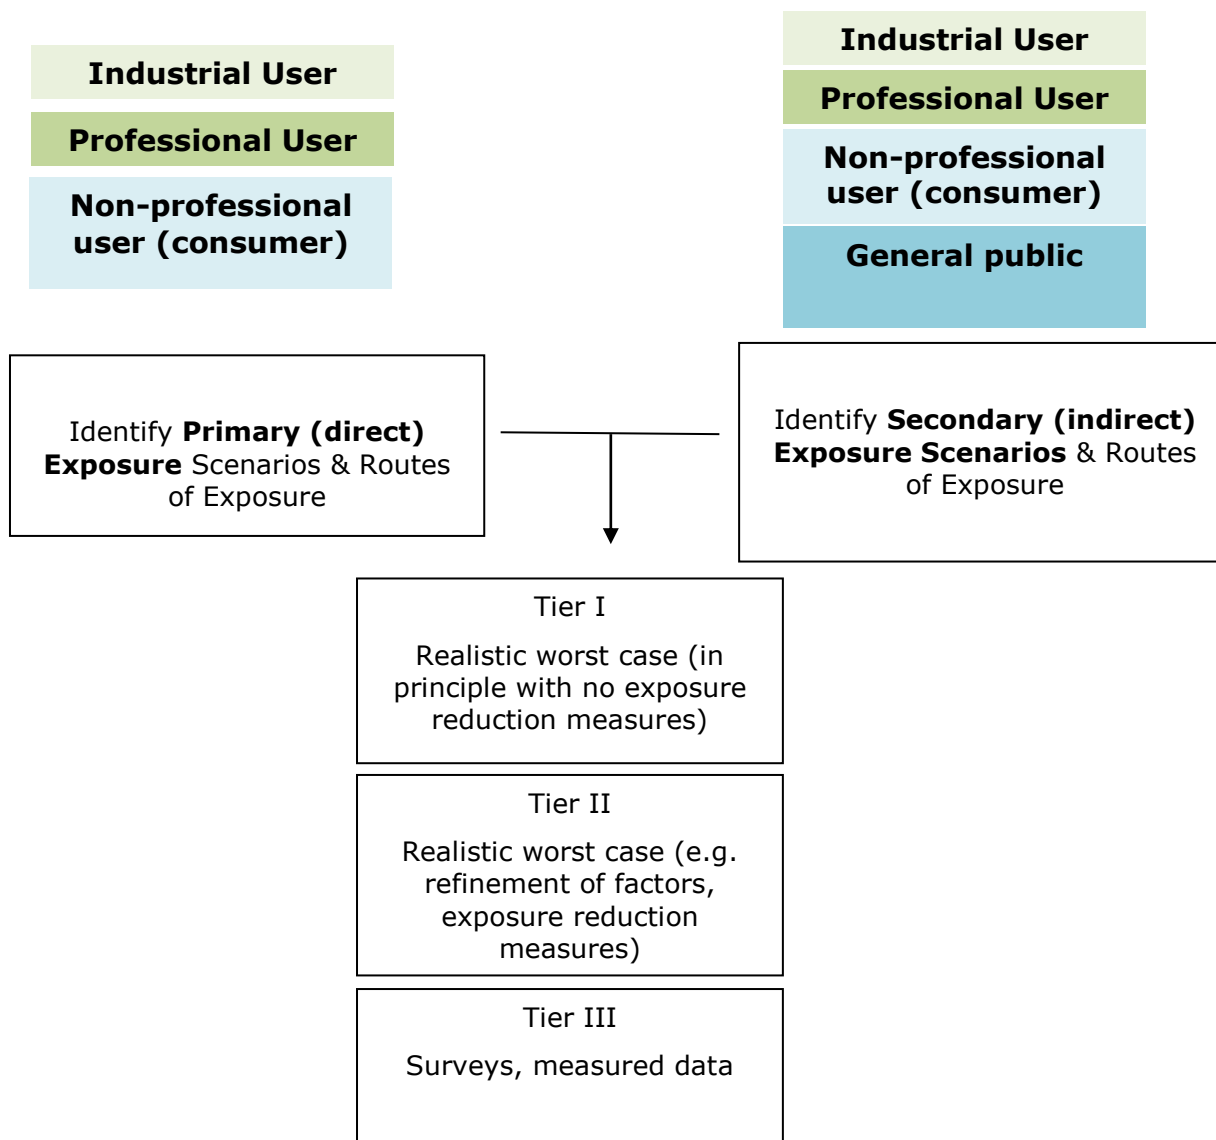 Industrial User
Professional User
Non-professional
user (consumer)
Industrial User
Professional User
Non-professional
user (consumer)
General public
Identify Primary (direct)
Exposure Scenarios & Routes
of Exposure
Identify Secondary (indirect)
Exposure Scenarios & Routes
of Exposure
Tier I
Realistic worst case (in
principle with no exposure
reduction measures)
Tier II
Realistic worst case (e.g.
refinement of factors,
exposure reduction
measures)
Tier III
Surveys, measured data